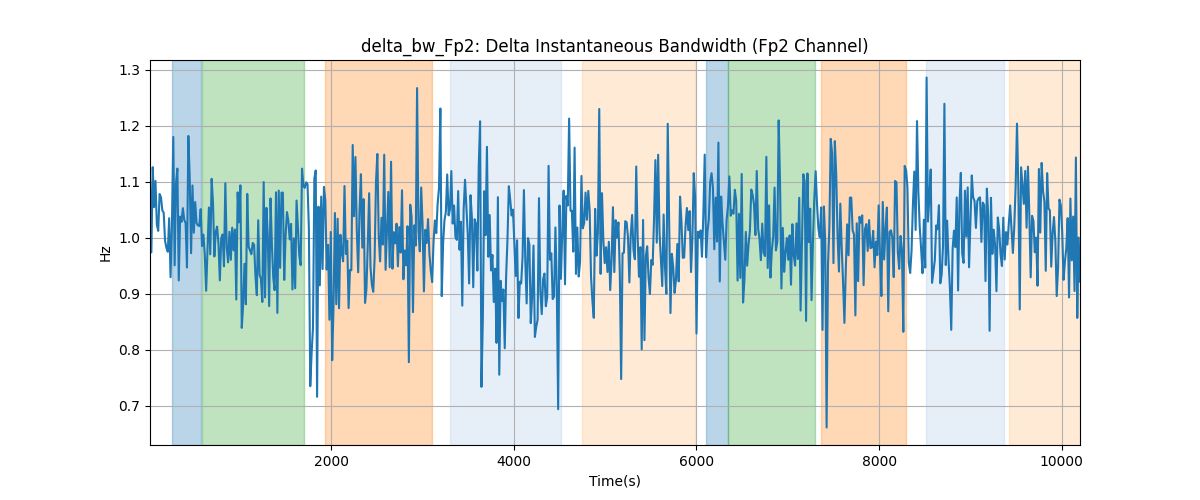 delta_bw_Fp2: Delta Instantaneous Bandwidth (Fp2 Channel)
1.3
1.2
1.1
1.0
0.9
0.8
0.7
Hz
2000 4000 6000 8000 10000
Time(s)